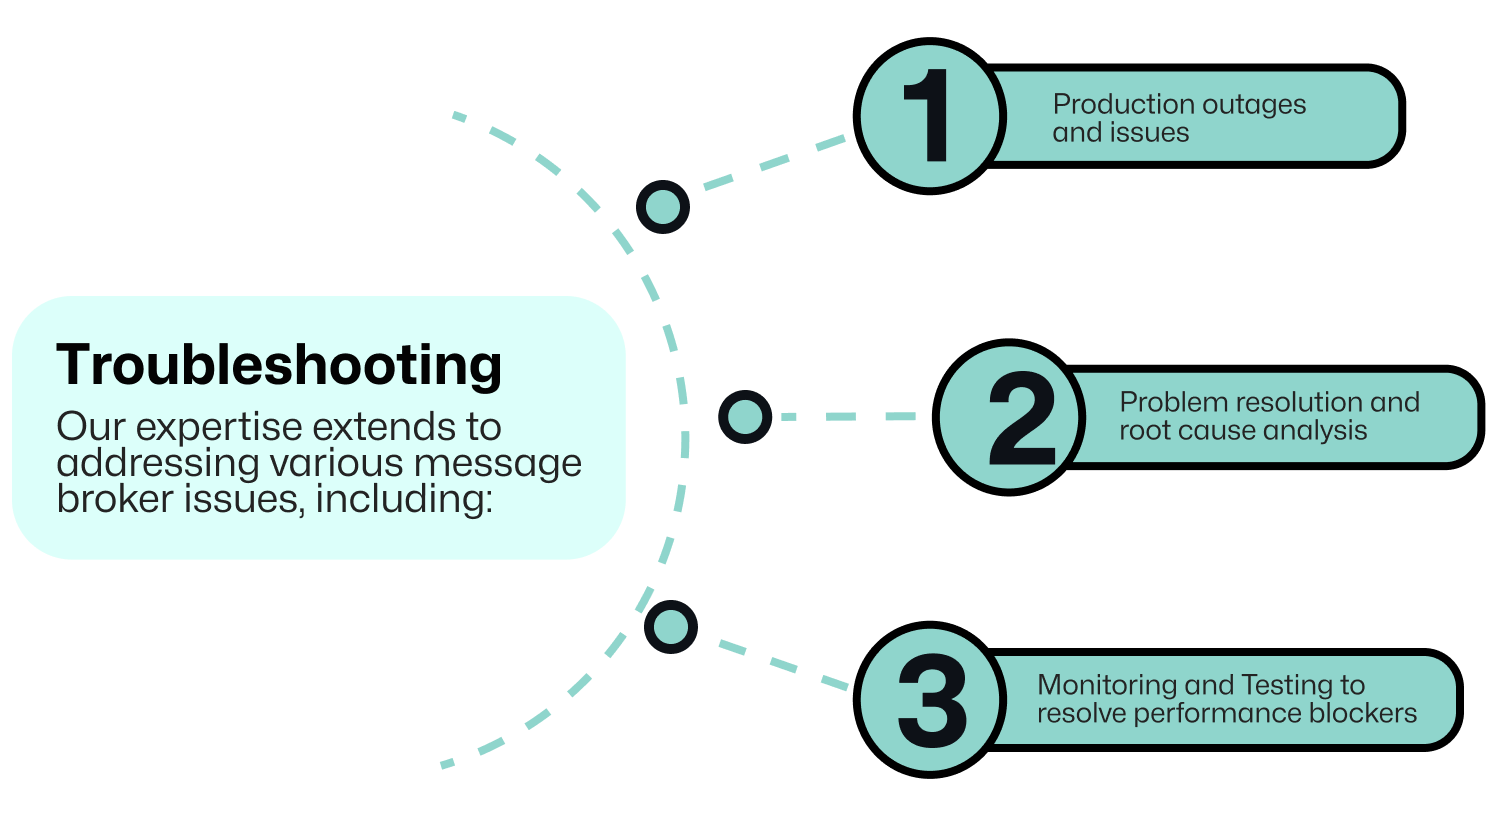 Troubleshooting
Our expertise extends to
addressing various message
broker issues, including:
1
Production outages
and issues
2
Problem resolution and
root cause analysis
3
Monitoring and Testing to
resolve performance blockers